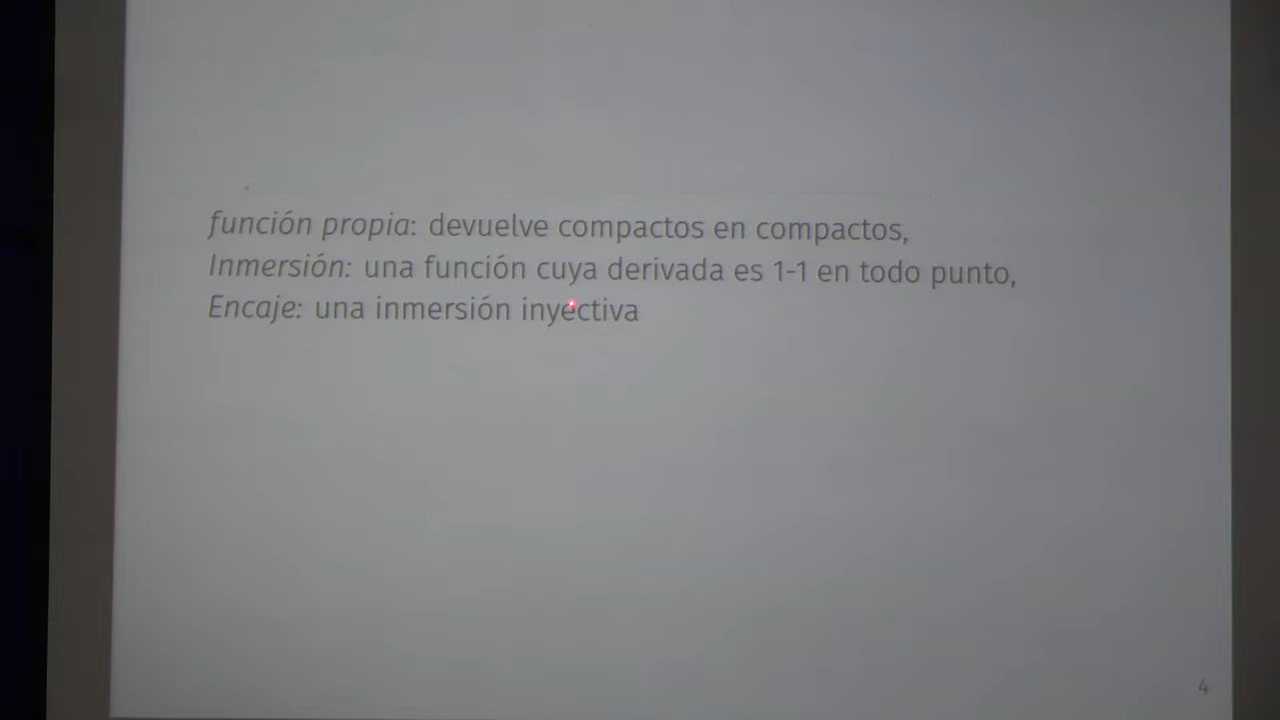 función propia: devuelve compactos en compactos,
Inmersión: una función cuya derivada es 1-1 en todo punto,
Encaje: una inmersión inyectiva
4